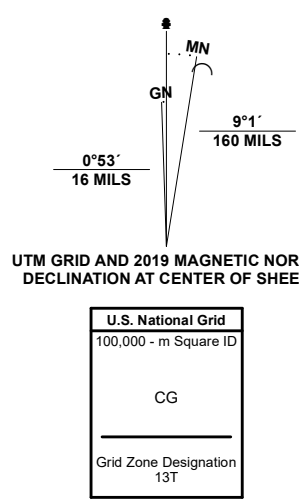 MN
GN
9°1´
160 MILS
0°53´
16 MILS
UTM GRID AND 2019 MAGNETIC NOR
DECLINATION AT CENTER OF SHEE
U.S. National Grid
100,000 - m Square ID
CG
Grid Zone Designation
13T